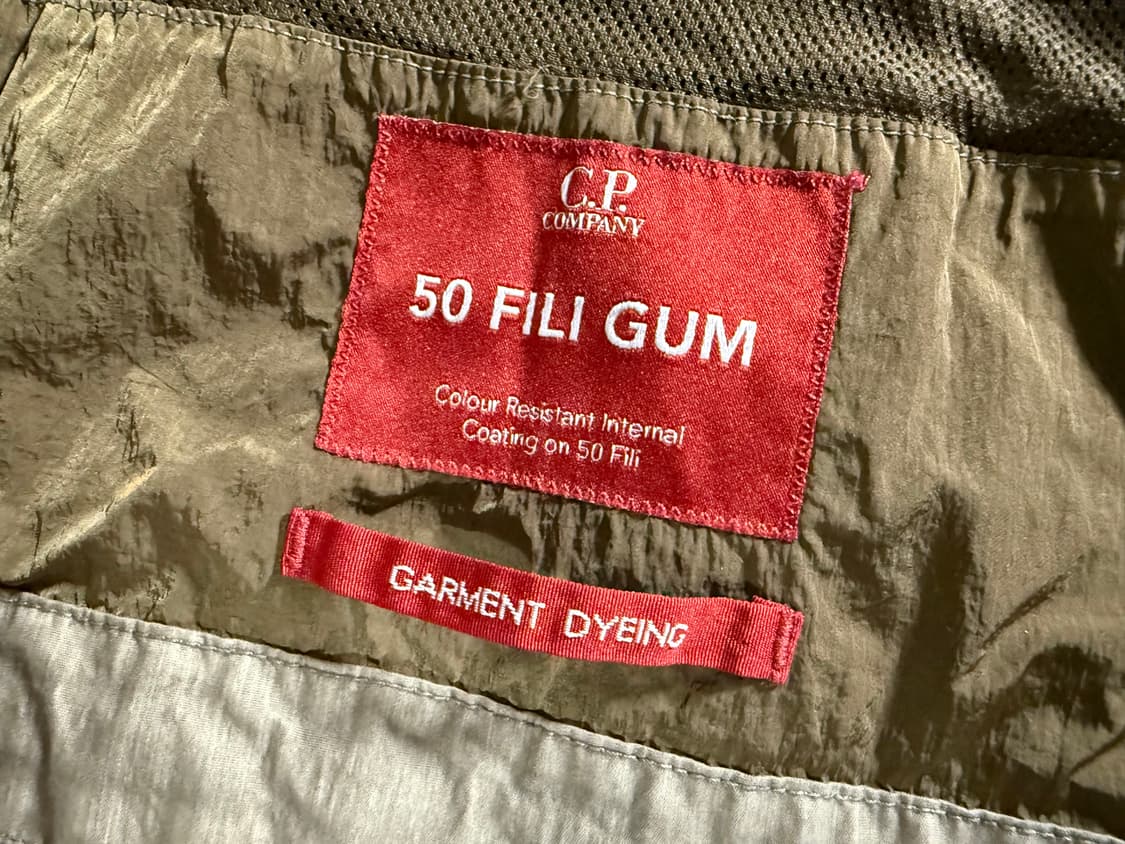 C.P.
COMPANY
50 FILI GUM
Colour Resistant Internal
Coating on 50 Fili
GARMENT DYEING